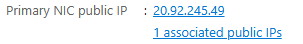 Primary NIC public IP : 20.92.245.49
1 associated public IPs